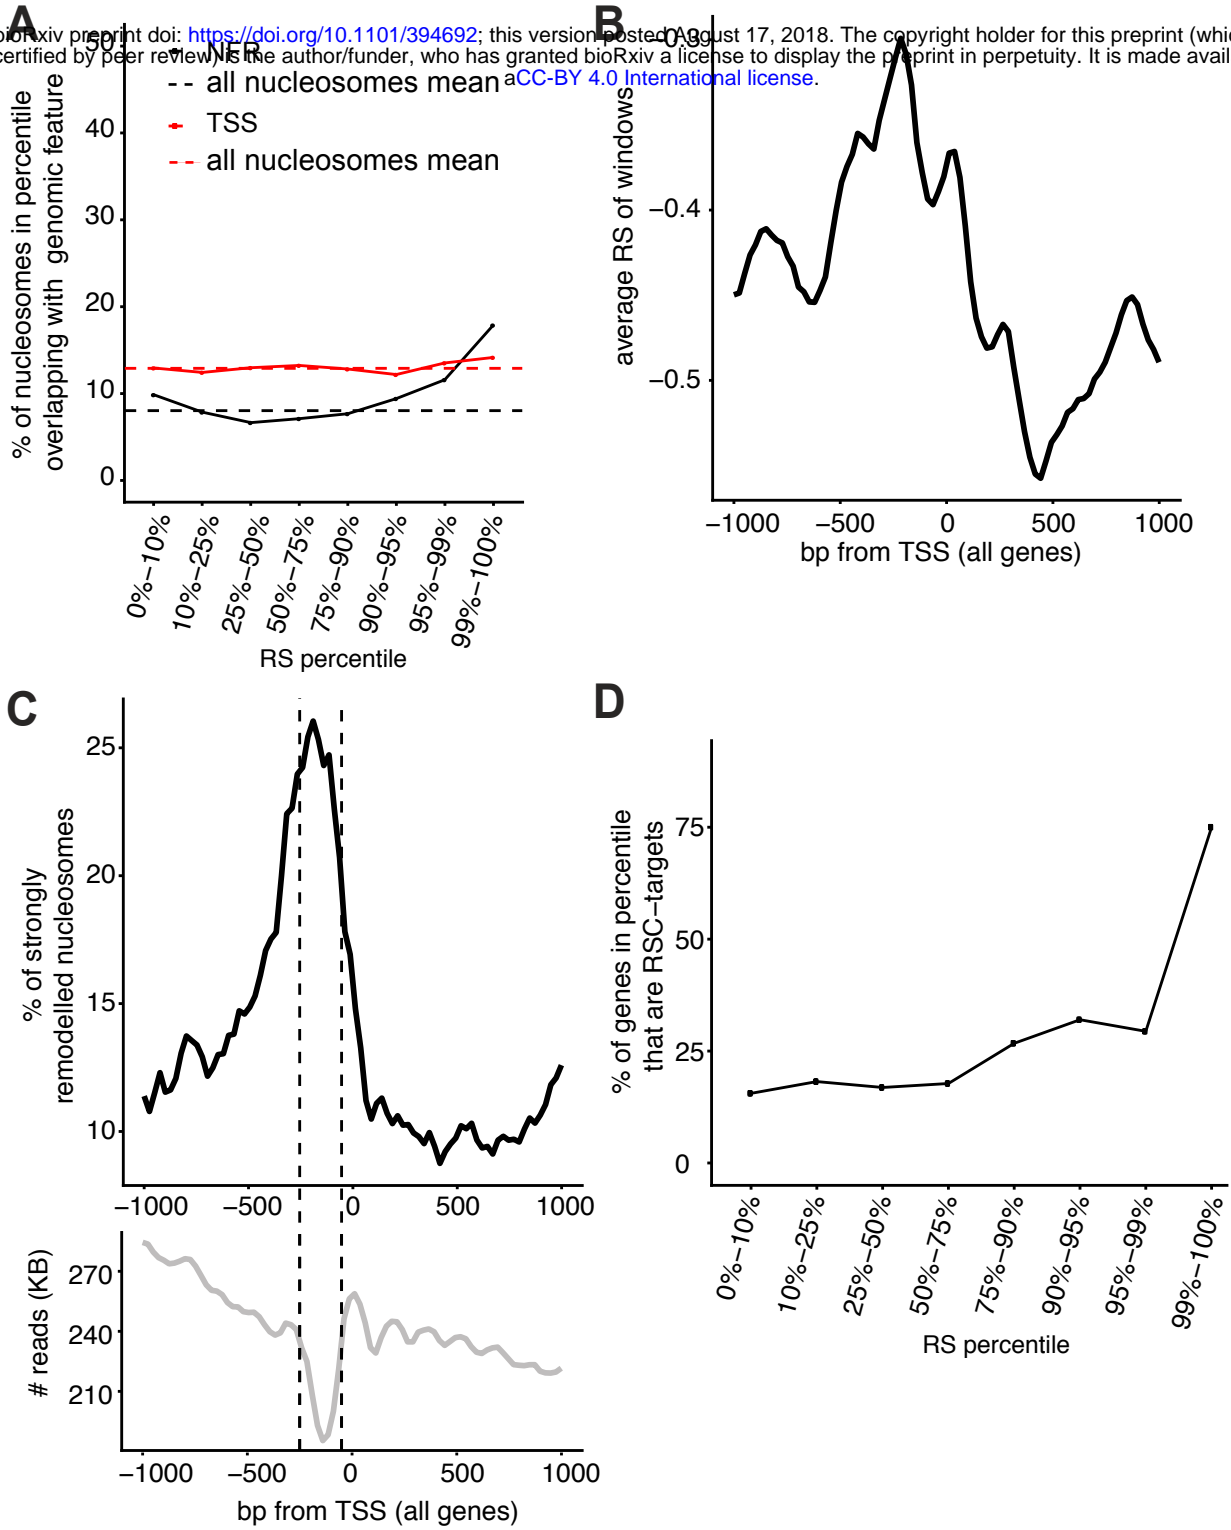 A
B
bioRxiv preprint doi: https://doi.org/10.1101/394692; this version posted August 17, 2018. The copyright holder for this preprint (whi
certified by peer review) is the author/funder, who has granted bioRxiv a license to display the preprint in perpetuity. It is made avail
aCC-BY 4.0 International license.
NFR
all nucleosomes mean
TSS
all nucleosomes mean
% of nucleosomes in percentile
overlapping with genomic feature
50
40
30
20
10
0
0%−10%
10%−25%
25%−50%
50%−75%
75%−90%
90%−95%
95%−99%
99%−100%
RS percentile
average RS of windows
−0.3
−0.4
−0.5
−1000
−500
0
500
1000
bp from TSS (all genes)
C
% of strongly
remodelled nucleosomes
25
20
15
10
−1000
−500
0
500
1000
# reads (KB)
270
240
210
−1000
−500
0
500
1000
bp from TSS (all genes)
D
% of genes in percentile
that are RSC−targets
75
50
25
0
0%−10%
10%−25%
25%−50%
50%−75%
75%−90%
90%−95%
95%−99%
99%−100%
RS percentile